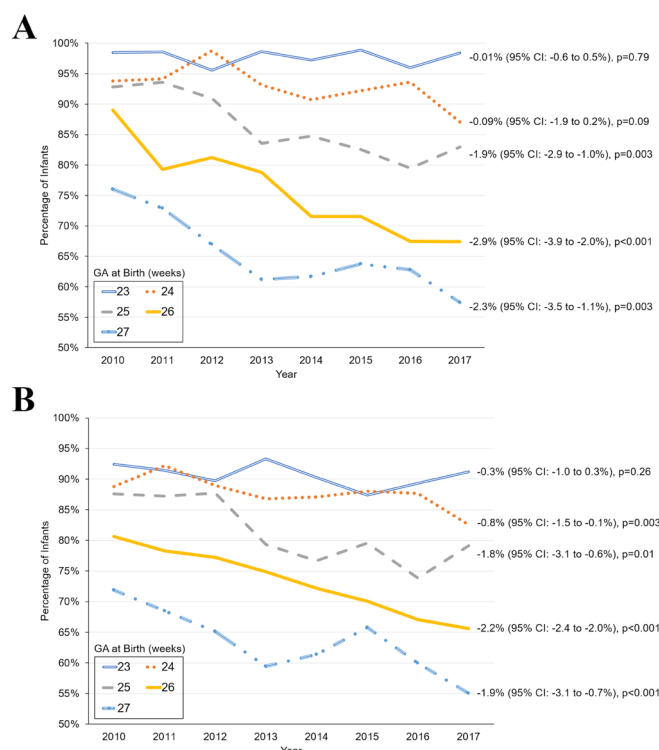 A
100%
95%
90%
85%
80%
75%
70%
65%
60%
55%
50%
Percentage of Infants
-0.01% (95% CI: -0.6 to 0.5%), p=0.79
-0.09% (95% CI: -1.9 to 0.2%), p=0.09
-1.9% (95% CI: -2.9 to -1.0%), p=0.003
-2.9% (95% CI: -3.9 to -2.0%), p<0.001
-2.3% (95% CI: -3.5 to -1.1%), p=0.003
GA at Birth (weeks)
23 24
25 26
27
2010 2011 2012 2013 2014 2015 2016 2017
Year
B
100%
95%
90%
85%
80%
75%
70%
65%
60%
55%
50%
Percentage of Infants
-0.3% (95% CI: -1.0 to 0.3%), p=0.26
-0.8% (95% CI: -1.5 to -0.1%), p=0.003
-1.8% (95% CI: -3.1 to -0.6%), p=0.01
-2.2% (95% CI: -2.4 to -2.0%), p<0.001
-1.9% (95% CI: -3.1 to -0.7%), p<0.001
GA at Birth (weeks)
23 24
25 26
27
2010 2011 2012 2013 2014 2015 2016 2017
Year